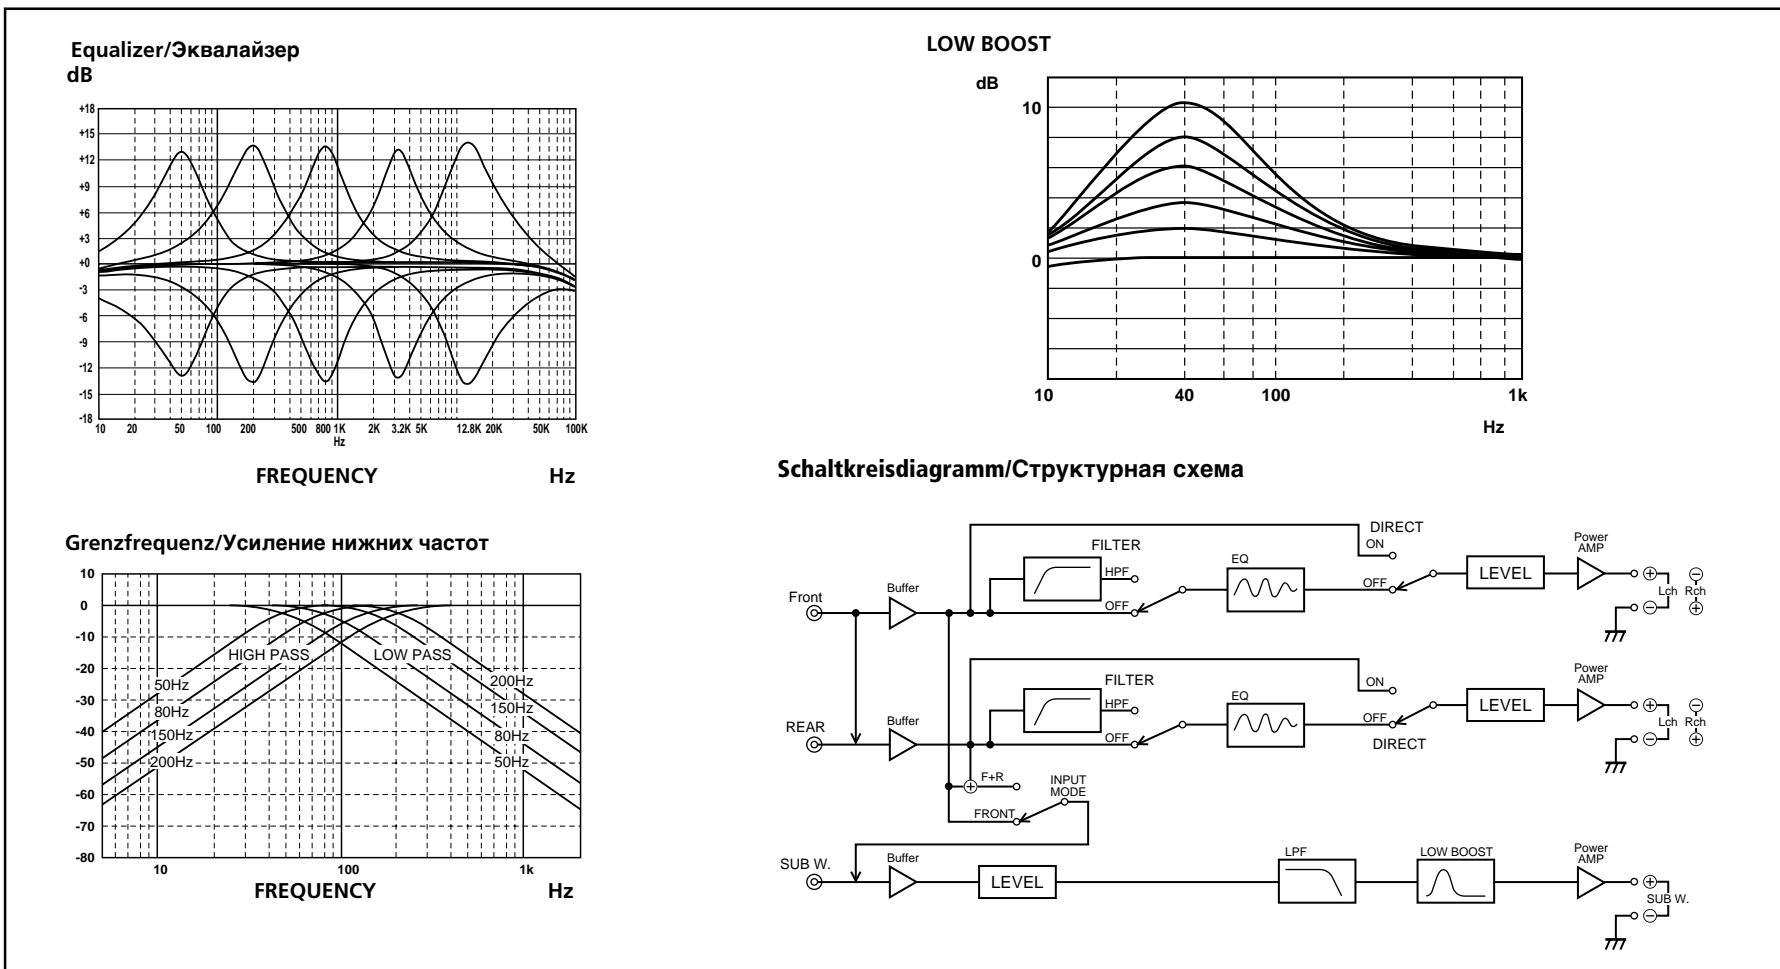 Equalizer/Эквалайзер
dB
+18
+15
+12
+9
+6
+3
+0
-3
-6
-9
-12
-15
-18
10 20 50 100 200 500 800 1K 2K 3.2K 5K 12.8K 20K 50K 100K
Hz
FREQUENCY Hz
LOW BOOST
dB
10
0
10 40 100 1k
Hz
Grenzfrequenz/Усиление нижних частот
10
0
-10
-20
-30
-40
-50
-60
-70
-80
HIGH PASS LOW PASS
50Hz
80Hz
150Hz
200Hz
200Hz
150Hz
80Hz
50Hz
10 100 1k
FREQUENCY Hz
Schaltkreisdiagramm/Структурная схема
DIRECT
ON
Power
AMP
FILTER
EQ
HPF
Buffer
Front
OFF
OFF
LEVEL
Lch Rch
FILTER
ON
Power
AMP
HPF
EQ
REAR
Buffer
OFF
OFF
LEVEL
Lch Rch
DIRECT
F+R
INPUT
MODE
FRONT
SUB W.
Buffer
LEVEL
LPF
LOW BOOST
Power
AMP
SUB W.